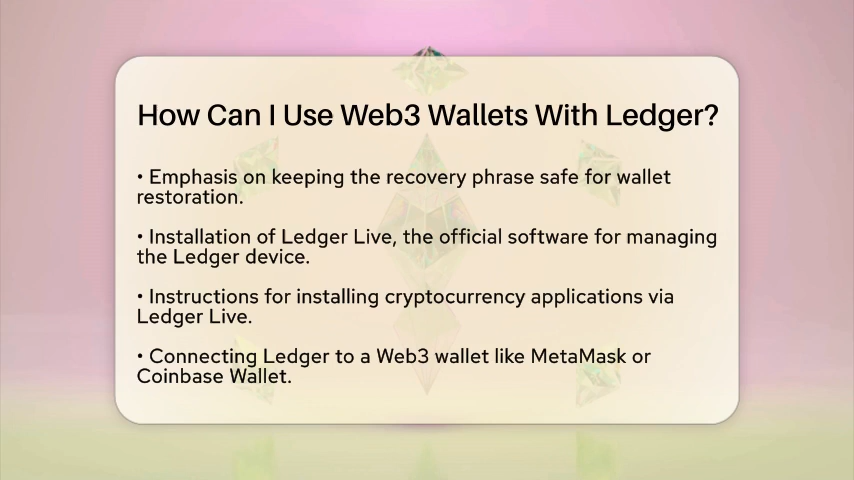 How Can I Use Web3 Wallets With Ledger?
• Emphasis on keeping the recovery phrase safe for wallet
restoration.
• Installation of Ledger Live, the official software for managing
the Ledger device.
• Instructions for installing cryptocurrency applications via
Ledger Live.
• Connecting Ledger to a Web3 wallet like MetaMask or
Coinbase Wallet.